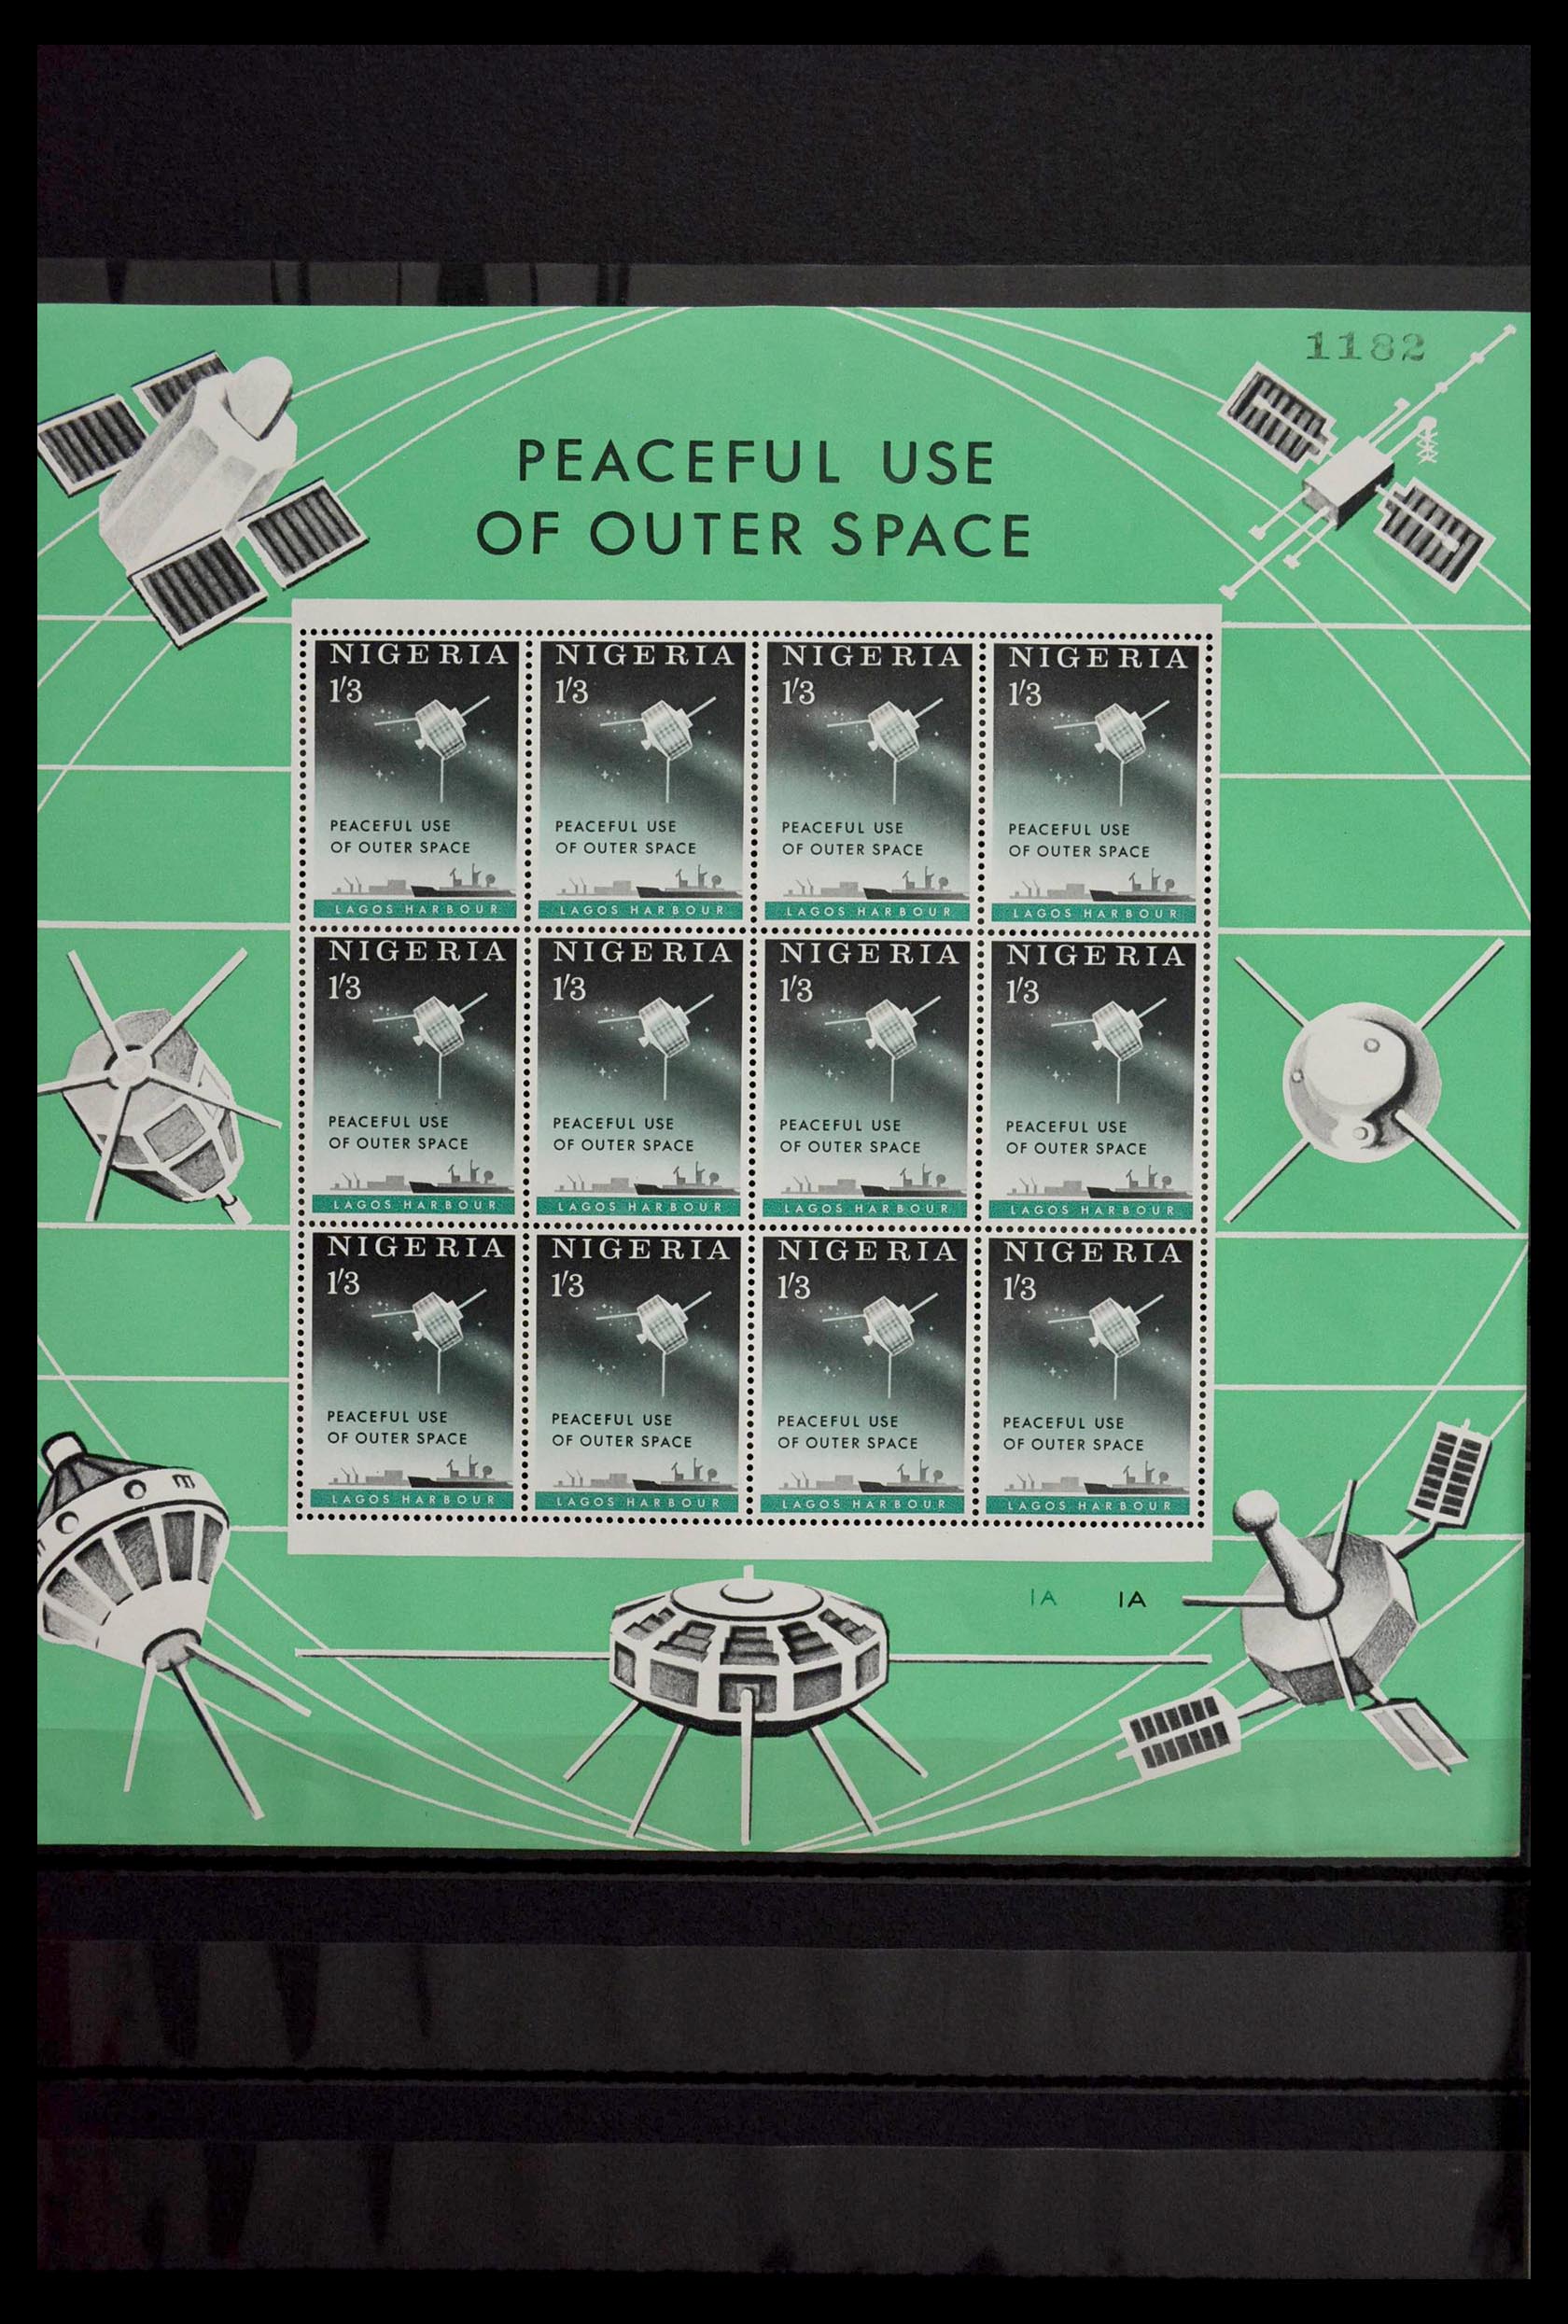 1182
PEACEFUL USE
OF OUTER SPACE
NIGERIA NIGERIA NIGERIA NIGERIA
1'3 1'3 1'3 1'3
PEACEFUL USE PEACEFUL USE PEACEFUL USE PEACEFUL USE
OF OUTER SPACE OF OUTER SPACE OF OUTER SPACE OF OUTER SPACE
LAGOS HARBOUR LAGOS HARBOUR LAGOS HARBOUR LAGOS HARBOUR
NIGERIA NIGERIA NIGERIA NIGERIA
1'3 1'3 1'3 1'3
PEACEFUL USE PEACEFUL USE PEACEFUL USE PEACEFUL USE
OF OUTER SPACE OF OUTER SPACE OF OUTER SPACE OF OUTER SPACE
LAGOS HARBOUR LAGOS HARBOUR LAGOS HARBOUR LAGOS HARBOUR
NIGERIA NIGERIA NIGERIA NIGERIA
1'3 1'3 1'3 1'3
PEACEFUL USE PEACEFUL USE PEACEFUL USE PEACEFUL USE
OF OUTER SPACE OF OUTER SPACE OF OUTER SPACE OF OUTER SPACE
LAGOS HARBOUR LAGOS HARBOUR LAGOS HARBOUR LAGOS HARBOUR
1A 1A